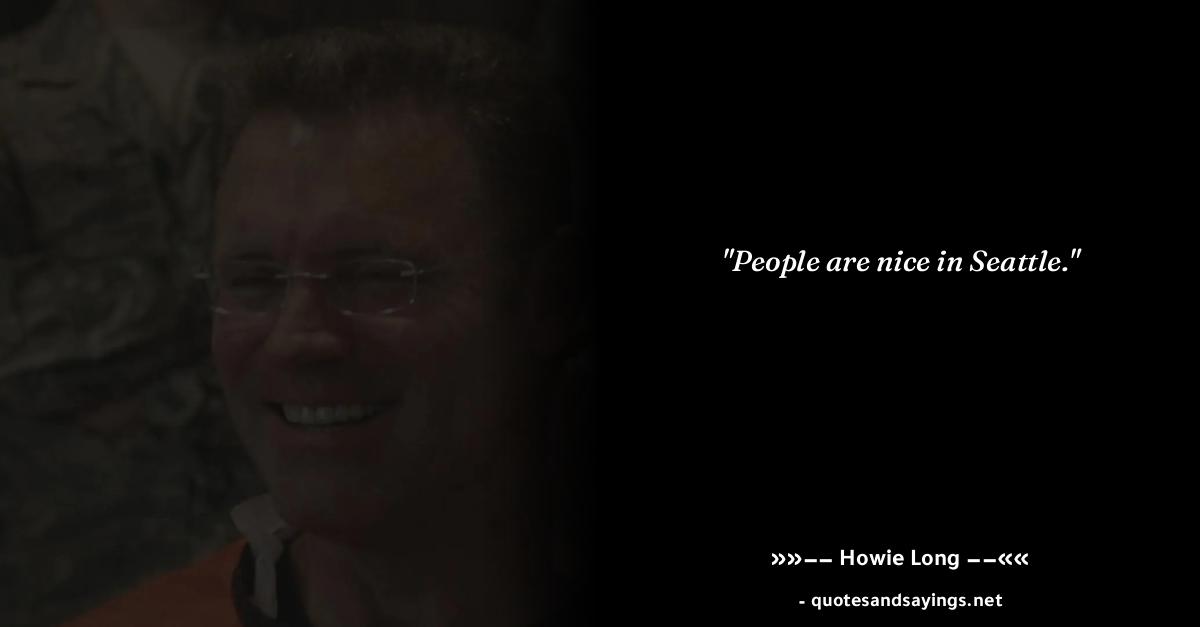 "People are nice in Seattle."
»»−− Howie Long −−««
- quotesandsayings.net